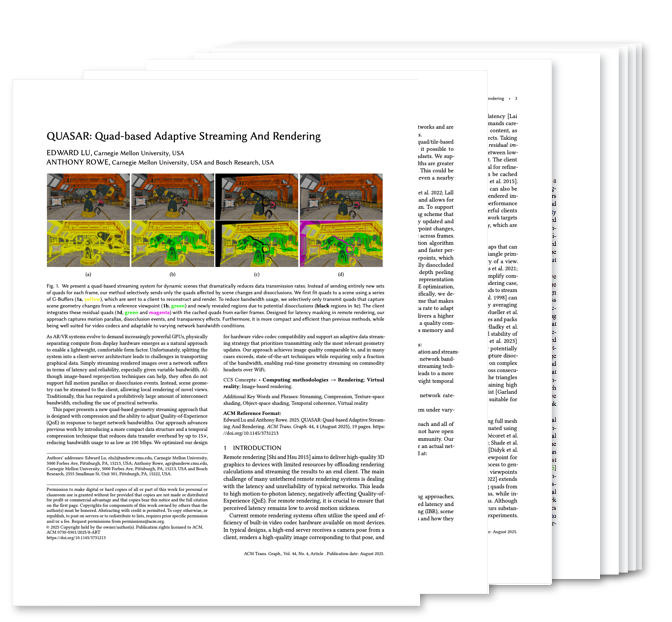 QUASAR: Quad-based Adaptive Streaming And Rendering
EDWARD LU, Carnegie Mellon University, USA
ANTHONY ROWE, Carnegie Mellon University, USA and Bosch Research, USA
(a) (b) (c) (d)
Fig. 1. We present a quad-based streaming system for dynamic scenes that dramatically reduces data transmission rates. Instead of sending entire new sets
of quads for each frame, our method selectively sends only the quads affected by scene changes and disocclusions. We first fit quads to a scene using a series
of G-Buffers (1a, yellow), which are sent to a client to reconstruct and render. To reduce bandwidth usage, we selectively only transmit quads that capture
scene geometry changes from a reference viewpoint (1b, green) and newly revealed regions due to camera movement (black regions in 1c). The client
integrates these residual quads (1d, green and magenta) with the cached quads from earlier frames. Designed for latency masking in remote rendering, our
approach captures motion parallax, disocclusion events, and transparency effects. Furthermore, it is more compact and efficient than previous methods, while
being well suited for video codecs and adaptable to varying network bandwidth conditions.
As AR/VR systems evolve to demand increasingly powerful GPUs, physically
separating compute from display hardware emerges as a natural approach
to enable a lightweight, comfortable form factor. Unfortunately, splitting the
system into a client-server architecture leads to challenges in transporting
graphical data. Simply streaming rendered images over a network suffers
in terms of latency and reliability, especially given variable bandwidth. Al-
though image-based reprojection techniques can help, they often do not
support full motion parallax or disocclusion events. Instead, scene geome-
try can be streamed to the client, allowing local rendering of novel views.
Traditionally, this has required a prohibitively large amount of interconnect
bandwidth, excluding the use of practical networks.
This paper presents a new quad-based geometry streaming approach that
is designed with compression and the ability to adjust Quality-of-Experience
(QoE) in response to target network bandwidths. Our approach advances
previous work by introducing a more compact data structure and a temporal
compression technique that reduces data transfer overhead by up to 15×,
reducing bandwidth usage to as low as 100 Mbps. We optimized our design
Authors' addresses: Edward Lu, elu2@andrew.cmu.edu, Carnegie Mellon University,
5000 Forbes Ave, Pittsburgh, PA, 15213, USA; Anthony Rowe, agr@andrew.cmu.edu,
Carnegie Mellon University, 5000 Forbes Ave, Pittsburgh, PA, 15213, USA and Bosch
Research, 2555 Smallman St. Unit 301, Pittsburgh, PA, 15222, USA.
Permission to make digital or hard copies of all or part of this work for personal or
classroom use is granted without fee provided that copies are not made or distributed
for profit or commercial advantage and that copies bear this notice and the full citation
on the first page. Copyrights for components of this work owned by others than the
author(s) must be honored. Abstracting with credit is permitted. To copy otherwise, or
republish, to post on servers or to redistribute to lists, requires prior specific permission
and/or a fee. Request permissions from permissions@acm.org.
© 2025 Copyright held by the owner/author(s). Publication rights licensed to ACM.
ACM 0730-0301/2025/8-ART
https://doi.org/10.1145/3731213
for hardware video codec compatibility and support an adaptive data stream-
ing strategy that prioritizes transmitting only the most relevant geometry
updates. Our approach achieves image quality comparable to, and in many
cases exceeds, state-of-the-art techniques while requiring only a fraction
of the bandwidth, enabling real-time geometry streaming on commodity
headsets over WiFi.
CCS Concepts: • Computing methodologies → Rendering; Virtual
reality; Image-based rendering.
Additional Key Words and Phrases: Streaming, Compression, Texture-space
shading, Object-space shading, Temporal coherence, Virtual reality
ACM Reference Format:
Edward Lu and Anthony Rowe. 2025. QUASAR: Quad-based Adaptive Stream-
ing And Rendering. ACM Trans. Graph. 44, 4 (August 2025), 19 pages. https:
//doi.org/10.1145/3731213
1 INTRODUCTION
Remote rendering [Shi and Hsu 2015] aims to deliver high-quality 3D
graphics to devices with limited resources by offloading rendering
calculations and streaming the results to an end client. The main
challenge of many untethered remote rendering systems is dealing
with the latency and unreliability of typical networks. This leads
to high motion-to-photon latency, negatively affecting Quality-of-
Experience (QoE). For remote rendering, it is crucial to ensure that
perceived latency remains low to avoid motion sickness.
Current remote rendering systems often utilize the speed and ef-
ficiency of built-in video codec hardware available on most devices.
In typical designs, a high-end server receives a camera pose from a
client, renders a high-quality image corresponding to that pose, and
ACM Trans. Graph., Vol. 44, No. 4, Article . Publication date: August 2025.